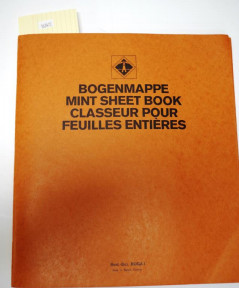 BOGENMAPPE
MINT SHEET BOOK
CLASSEUR POUR
FEUILLES ENTIÈRES